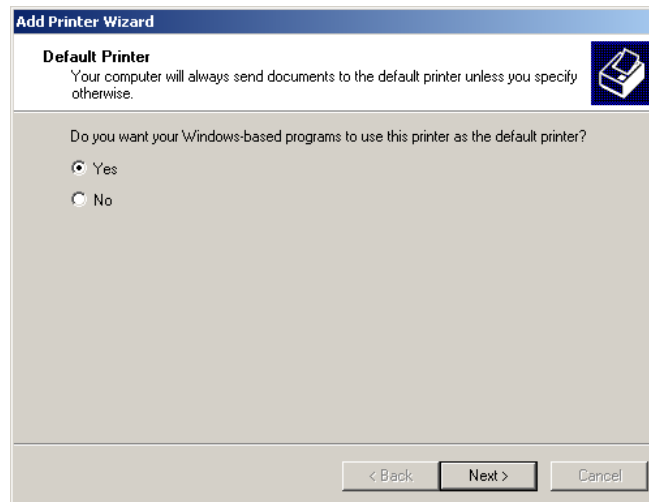 Add Printer Wizard
Default Printer
Your computer will always send documents to the default printer unless you specify
otherwise.
Do you want your Windows-based programs to use this printer as the default printer?
Yes
No
< Back
Next >
Cancel